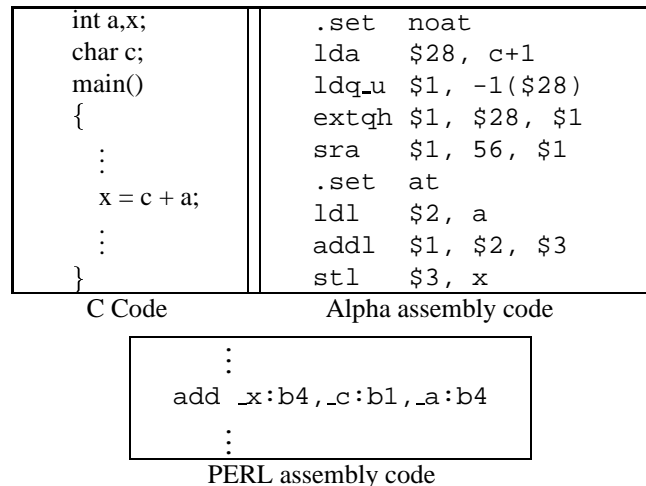 int a,x;
char c;
main()
{
⋮
x = c + a;
⋮
}
C Code
.set noat
lda $28, c+1
ldq_u $1, -1($28)
extqh $1, $28, $1
sra $1, 56, $1
.set at
ldl $2, a
addl $1, $2, $3
stl $3, x
Alpha assembly code
⋮
add _x:b4,_c:b1,_a:b4
⋮
PERL assembly code